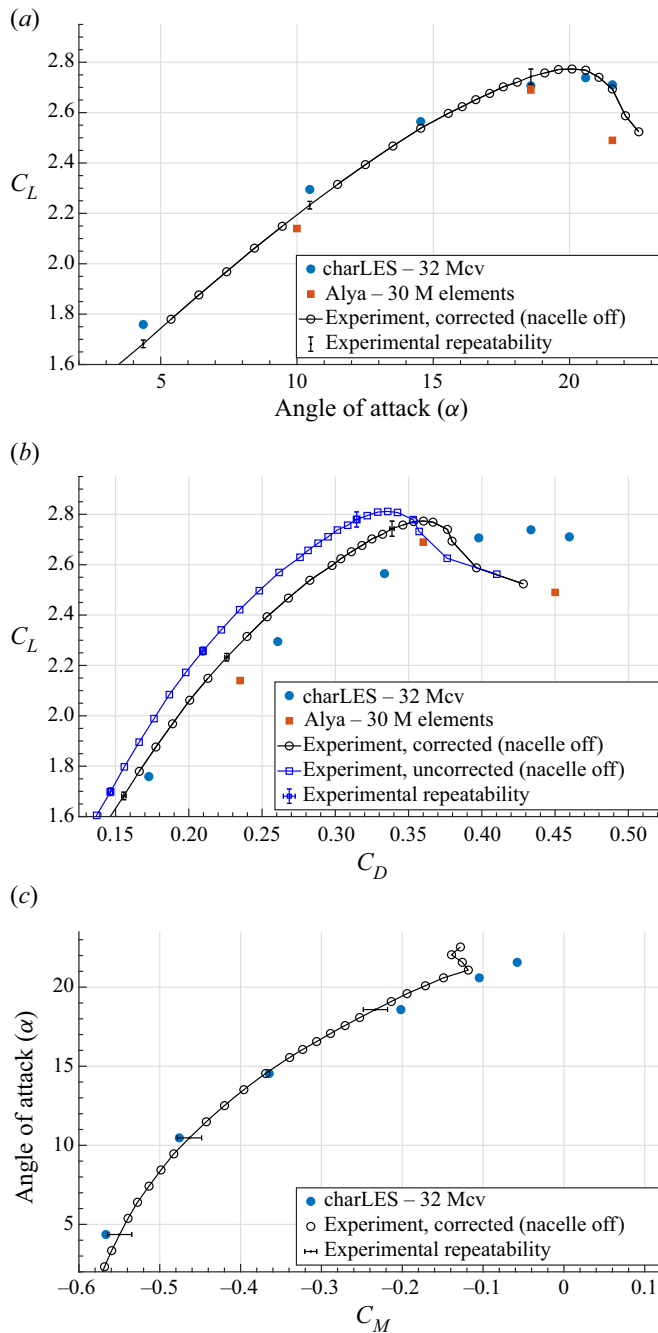 (a)
2.8
2.6
2.4
C_L
2.2
2.0
1.8
1.6
charLES – 32 Mcv
Alya – 30 M elements
Experiment, corrected (nacelle off)
Experimental repeatability
5 10 15 20
Angle of attack (α)
(b)
2.8
2.6
2.4
C_L
2.2
2.0
1.8
1.6
charLES – 32 Mcv
Alya – 30 M elements
Experiment, corrected (nacelle off)
Experiment, uncorrected (nacelle off)
Experimental repeatability
0.15 0.20 0.25 0.30 0.35 0.40 0.45 0.50
C_D
(c)
20
15
10
5
Angle of attack (α)
charLES – 32 Mcv
Experiment, corrected (nacelle off)
Experimental repeatability
–0.6 –0.5 –0.4 –0.3 –0.2 –0.1 0 0.1
C_M